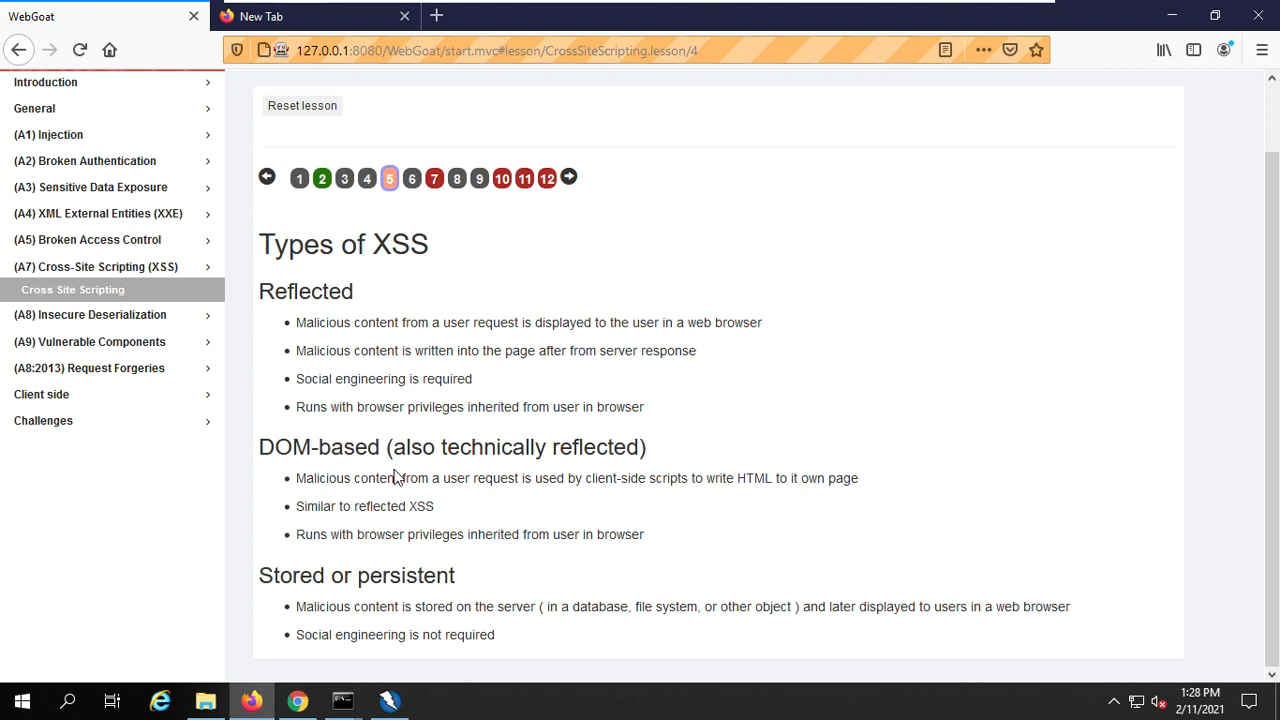 WebGoat
New Tab
127.0.0.1:8080/WebGoat/start.mvc#lesson/CrossSiteScripting.lesson/4
Introduction
General
(A1) Injection
(A2) Broken Authentication
(A3) Sensitive Data Exposure
(A4) XML External Entities (XXE)
(A5) Broken Access Control
(A7) Cross-Site Scripting (XSS)
Cross Site Scripting
(A8) Insecure Deserialization
(A9) Vulnerable Components
(A8:2013) Request Forgeries
Client side
Challenges
Reset lesson
1 2 3 4 5 6 7 8 9 10 11 12
Types of XSS
Reflected
Malicious content from a user request is displayed to the user in a web browser
Malicious content is written into the page after from server response
Social engineering is required
Runs with browser privileges inherited from user in browser
DOM-based (also technically reflected)
Malicious content from a user request is used by client-side scripts to write HTML to it own page
Similar to reflected XSS
Runs with browser privileges inherited from user in browser
Stored or persistent
Malicious content is stored on the server ( in a database, file system, or other object ) and later displayed to users in a web browser
Social engineering is not required
1:28 PM
2/11/2021